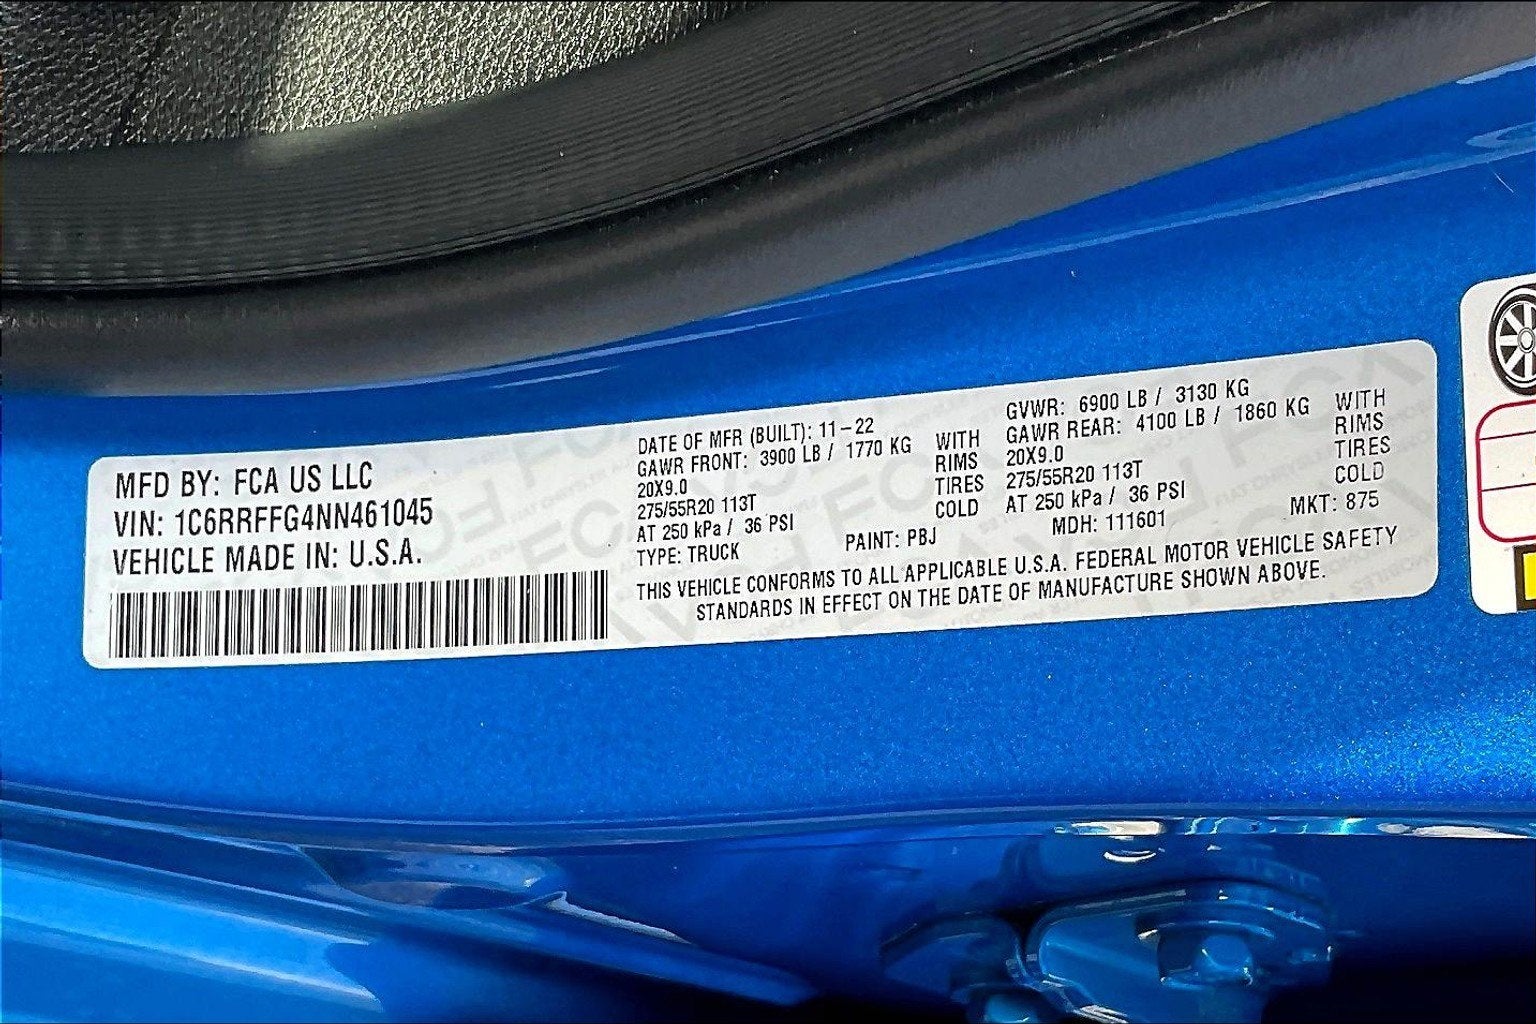 MFD BY: FCA US LLC
VIN: 1C6RRFFG4NN461045
VEHICLE MADE IN: U.S.A.
DATE OF MFR (BUILT): 11-22
GAWR FRONT: 3900 LB / 1770 KG WITH
20X9.0 RIMS
275/55R20 113T TIRES
AT 250 kPa / 36 PSI COLD
TYPE: TRUCK PAINT: PBJ
GVWR: 6900 LB / 3130 KG
GAWR REAR: 4100 LB / 1860 KG WITH
20X9.0 RIMS
275/55R20 113T TIRES
AT 250 kPa / 36 PSI COLD
MDH: 111601 MKT: 875
THIS VEHICLE CONFORMS TO ALL APPLICABLE U.S.A. FEDERAL MOTOR VEHICLE SAFETY
STANDARDS IN EFFECT ON THE DATE OF MANUFACTURE SHOWN ABOVE.